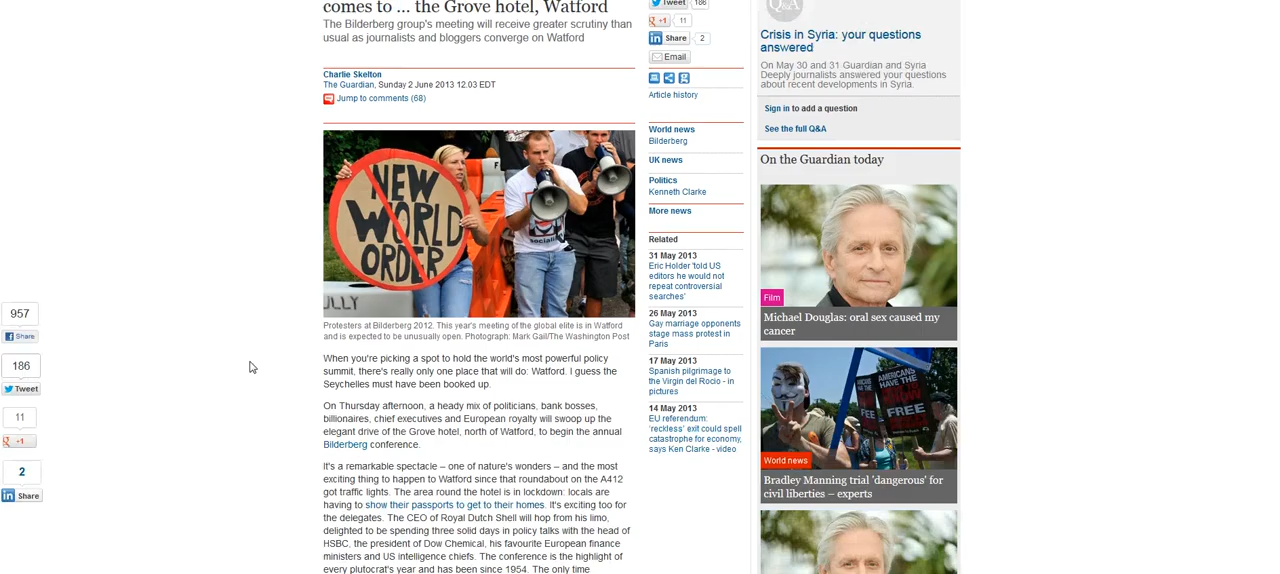 comes to ... the Grove hotel, Watford
The Bilderberg group's meeting will receive greater scrutiny than
usual as journalists and bloggers converge on Watford
Charlie Skelton
The Guardian, Sunday 2 June 2013 12.03 EDT
Jump to comments (68)
NEW
WORLD
ORDER
Protesters at Bilderberg 2012. This year's meeting of the global elite is in Watford
and is expected to be unusually open. Photograph: Mark Gail/The Washington Post
When you're picking a spot to hold the world's most powerful policy
summit, there's really only one place that will do: Watford. I guess the
Seychelles must have been booked up.
On Thursday afternoon, a heady mix of politicians, bank bosses,
billionaires, chief executives and European royalty will swoop up the
elegant drive of the Grove hotel, north of Watford, to begin the annual
Bilderberg conference.
It's a remarkable spectacle – one of nature's wonders – and the most
exciting thing to happen to Watford since that roundabout on the A412
got traffic lights. The area round the hotel is in lockdown: locals are
having to show their passports to get to their homes. It's exciting too for
the delegates. The CEO of Royal Dutch Shell will hop from his limo,
delighted to be spending three solid days in policy talks with the head of
HSBC, the president of Dow Chemical, his favourite European finance
ministers and US intelligence chiefs. The conference is the highlight of
every plutocrat's year and has been since 1954. The only time
957
Share
186
Tweet
11
+1
2
Share
Tweet 186
+1 11
Share 2
Email
Article history
World news
Bilderberg
UK news
Politics
Kenneth Clarke
More news
Related
31 May 2013
Eric Holder 'told US
editors he would not
repeat controversial
searches'
26 May 2013
Gay marriage opponents
stage mass protest in
Paris
17 May 2013
Spanish pilgrimage to
the Virgin del Rocio - in
pictures
14 May 2013
EU referendum:
'reckless' exit could spell
catastrophe for economy,
says Ken Clarke - video
Q&A
Crisis in Syria: your questions
answered
On May 30 and 31 Guardian and Syria
Deeply journalists answered your questions
about recent developments in Syria.
Sign in to add a question
See the full Q&A
On the Guardian today
Film
Michael Douglas: oral sex caused my
cancer
AMERICANS
HAVE THE
FREE
World news
Bradley Manning trial 'dangerous' for
civil liberties – experts